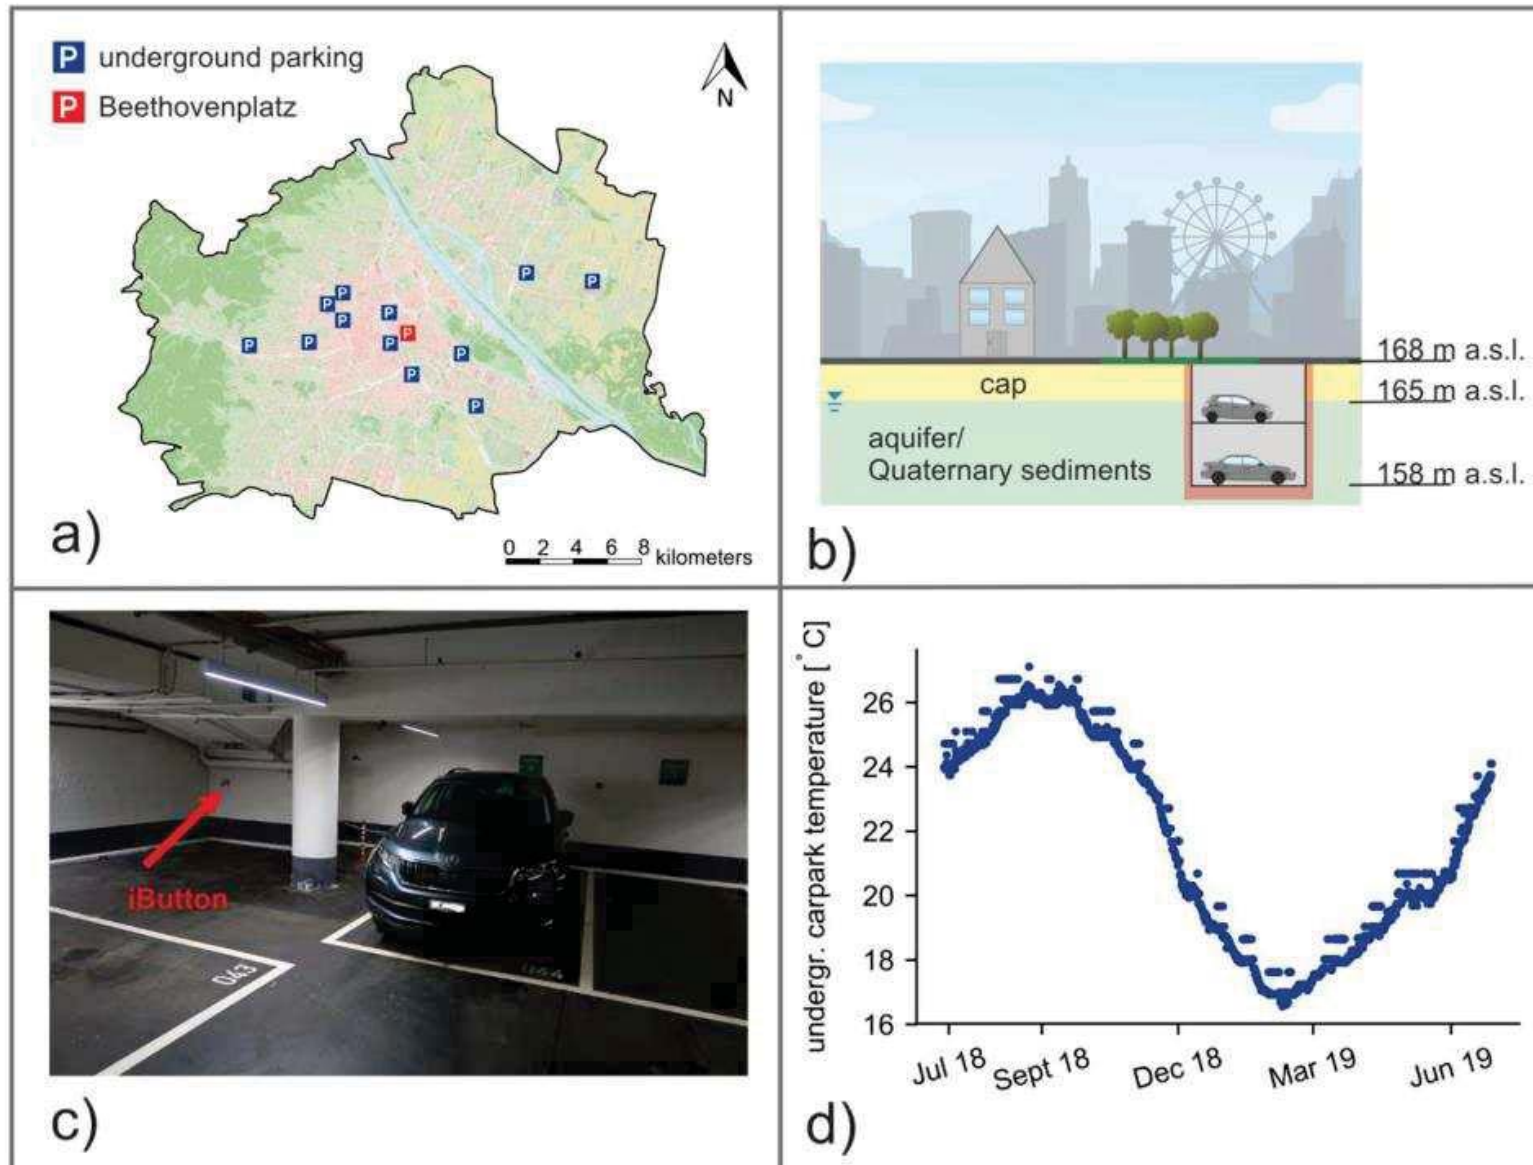 P underground parking
P Beethovenplatz
N
P
P
P
P
P
P
P
P
P
P
P
P
P
P
0 2 4 6 8
kilometers
a)
cap
aquifer/
Quaternary sediments
168 m a.s.l.
165 m a.s.l.
158 m a.s.l.
b)
iButton
043
c)
undergr. carpark temperature [°C]
26
24
22
20
18
16
Jul 18
Sept 18
Dec 18
Mar 19
Jun 19
d)